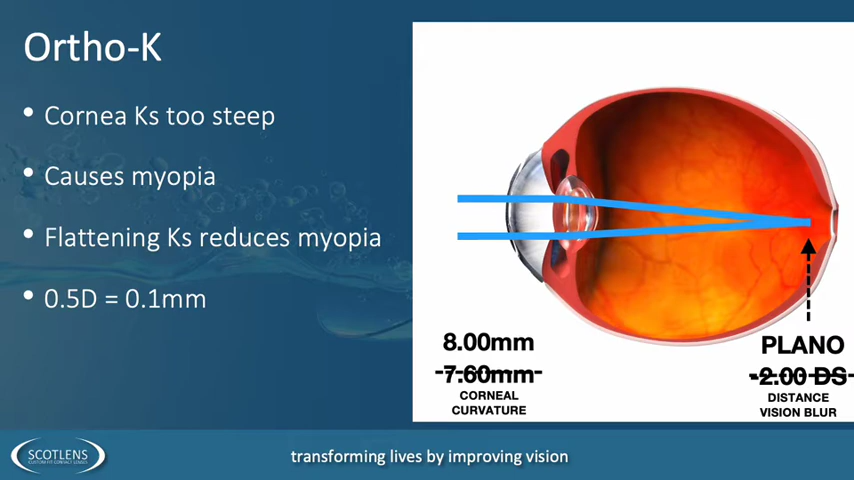 Ortho-K
• Cornea Ks too steep
• Causes myopia
• Flattening Ks reduces myopia
• 0.5D = 0.1mm
8.00mm
7.60mm
CORNEAL
CURVATURE
PLANO
-2.00 DS
DISTANCE
VISION BLUR
SCOTLENS
CUSTOM FIT CONTACT LENSES
transforming lives by improving vision